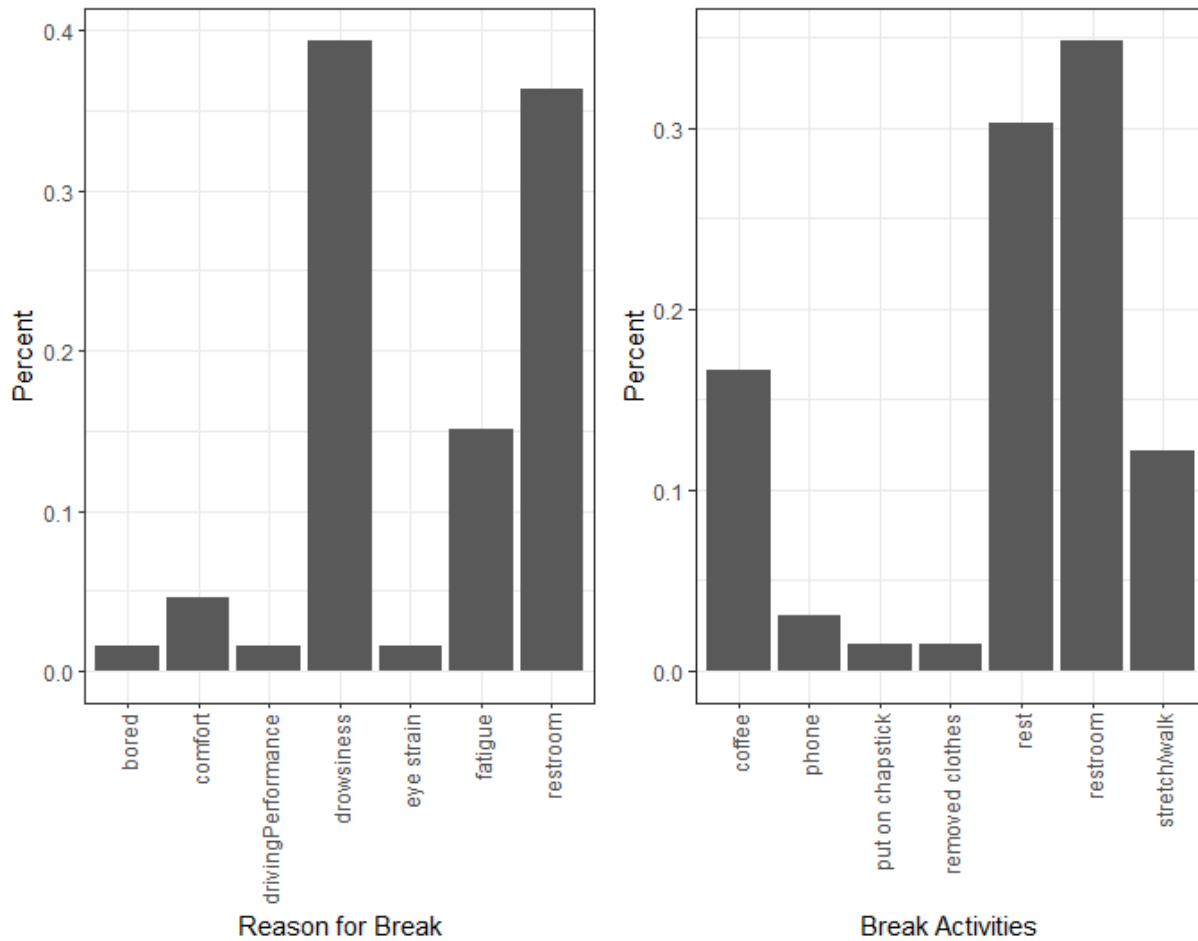 Percent
0.4
0.3
0.2
0.1
0.0
bored
comfort
drivingPerformance
drowsiness
eye strain
fatigue
restroom
Reason for Break
Percent
0.3
0.2
0.1
0.0
coffee
phone
put on chapstick
removed clothes
rest
restroom
stretch/walk
Break Activities